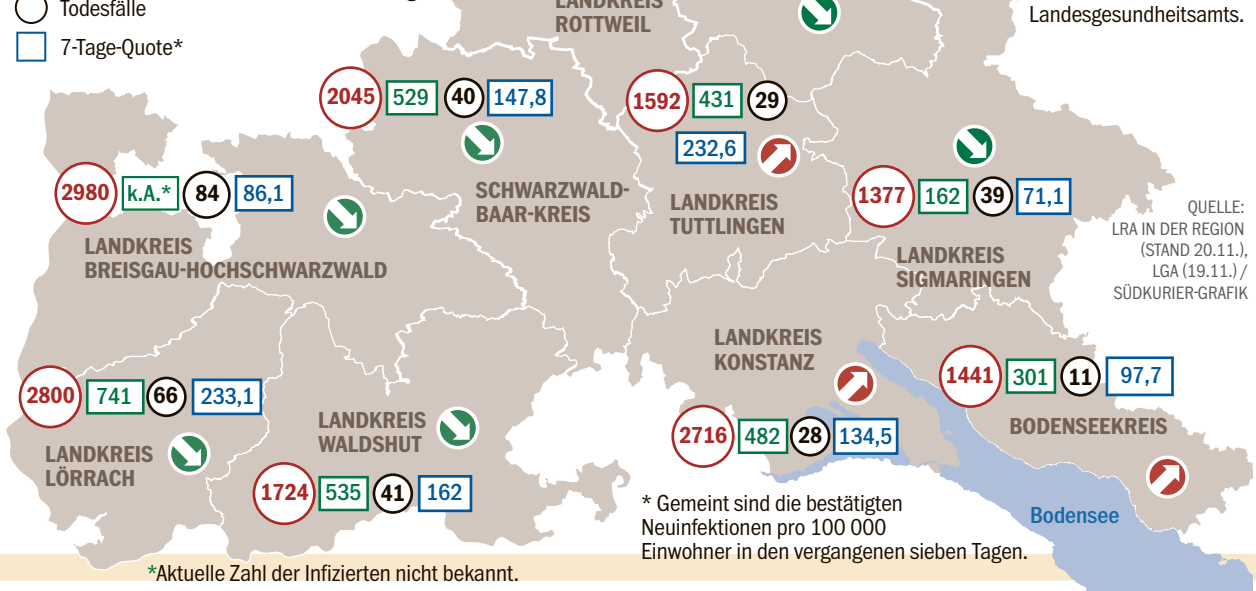 Todesfälle
7-Tage-Quote*
LANDKREIS
ROTTWEIL
Landesgesundheitsamts.
2045 529 40 147,8
SCHWARZWALD-
BAAR-KREIS
1592 431 29
232,6
LANDKREIS
TUTTLINGEN
2980 k.A.* 84 86,1
LANDKREIS
BREISGAU-HOCHSCHWARZWALD
1377 162 39 71,1
LANDKREIS
SIGMARINGEN
QUELLE:
LRA IN DER REGION
(STAND 20.11.),
LGA (19.11.) /
SÜDKURIER-GRAFIK
2800 741 66 233,1
LANDKREIS
LÖRRACH
LANDKREIS
WALDSHUT
1724 535 41 162
LANDKREIS
KONSTANZ
2716 482 28 134,5
1441 301 11 97,7
BODENSEEKREIS
Bodensee
* Gemeint sind die bestätigten
Neuinfektionen pro 100 000
Einwohner in den vergangenen sieben Tagen.
*Aktuelle Zahl der Infizierten nicht bekannt.